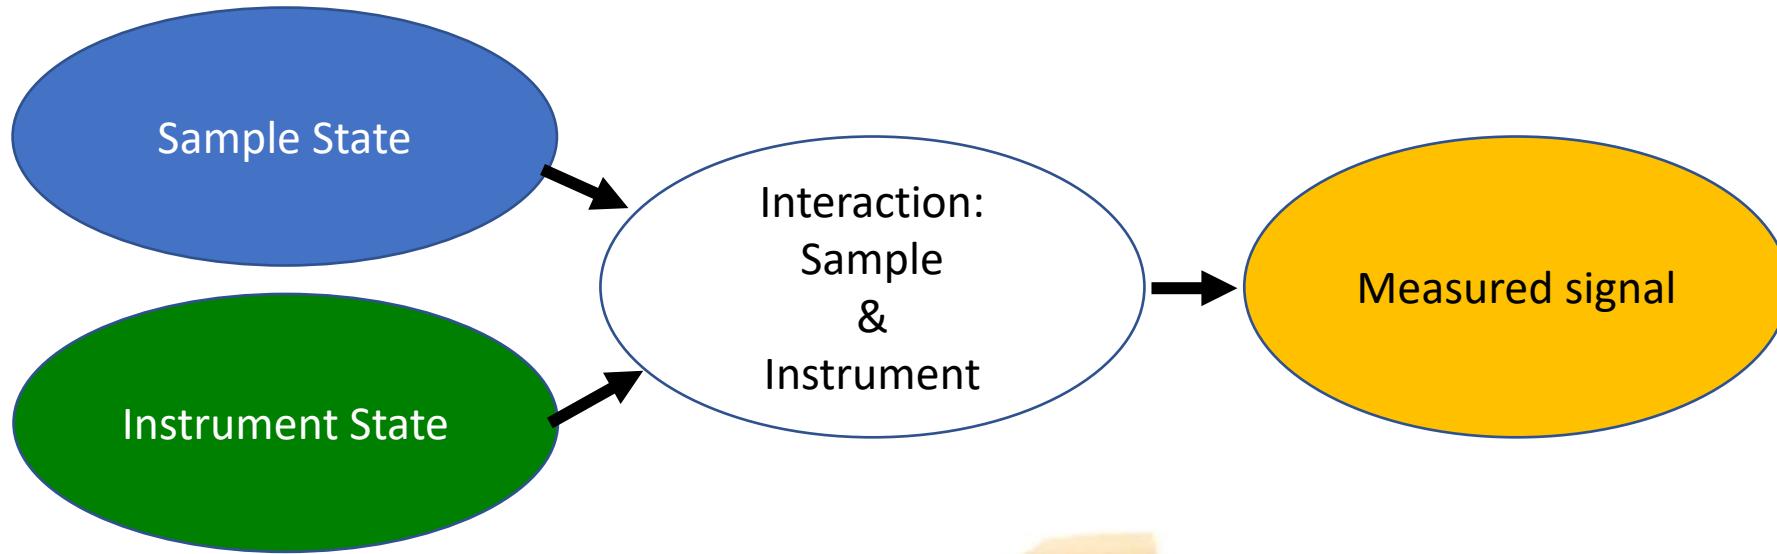 Sample State
Instrument State
Interaction:
Sample
&
Instrument
Measured signal